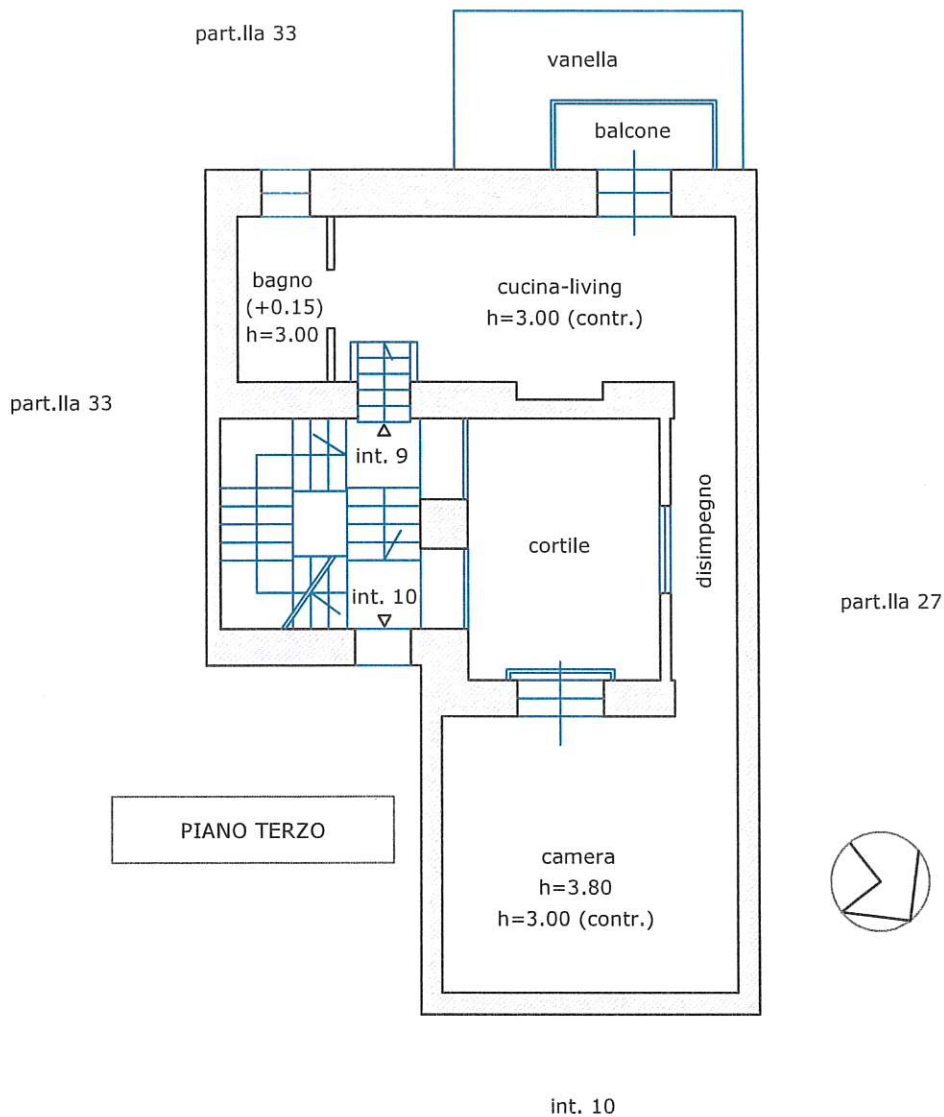 part.lla 33
vanella
balcone
bagno
(+0.15)
h=3.00
cucina-living
h=3.00 (contr.)
part.lla 33
int. 9
cortile
disimpegno
int. 10
part.lla 27
PIANO TERZO
camera
h=3.80
h=3.00 (contr.)
int. 10